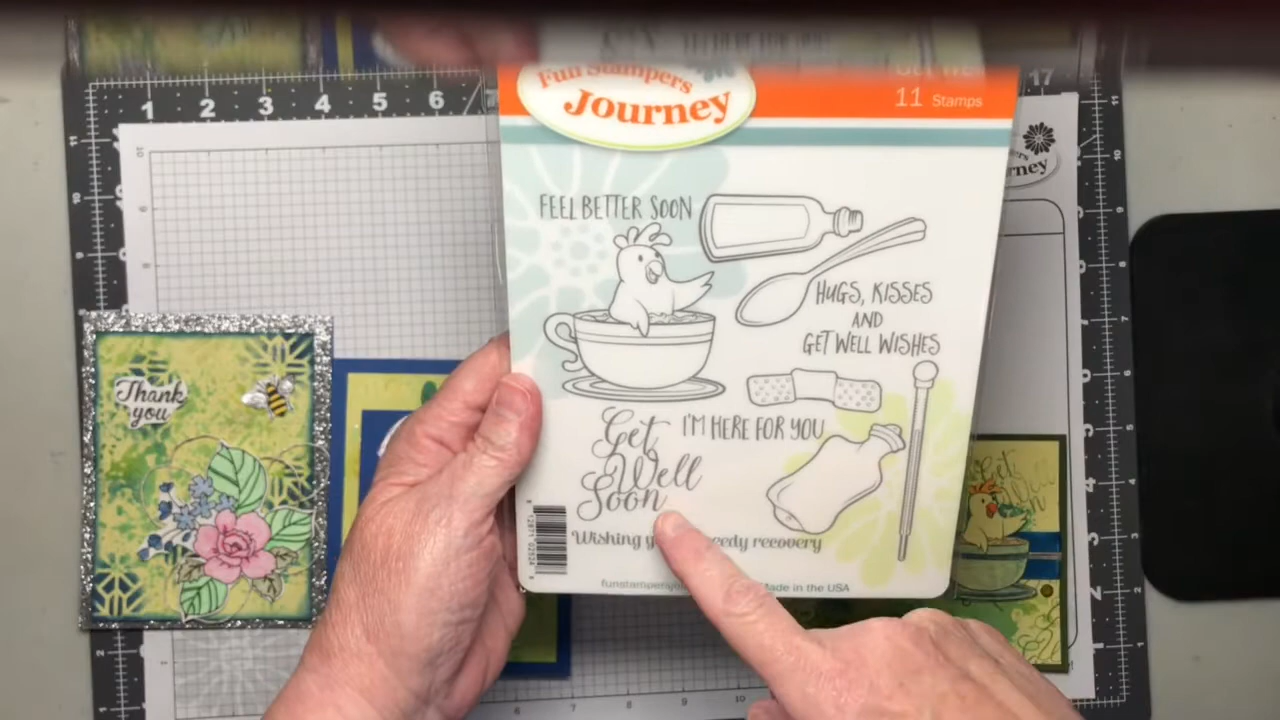 Fun Stampers
Journey
11 Stamps
FEEL BETTER SOON
HUGS, KISSES
AND
GET WELL WISHES
I'M HERE FOR YOU
Get
Well
Soon
Wishing
recovery
Made in the USA
Thank
you
1 2 3 4 5 6
17